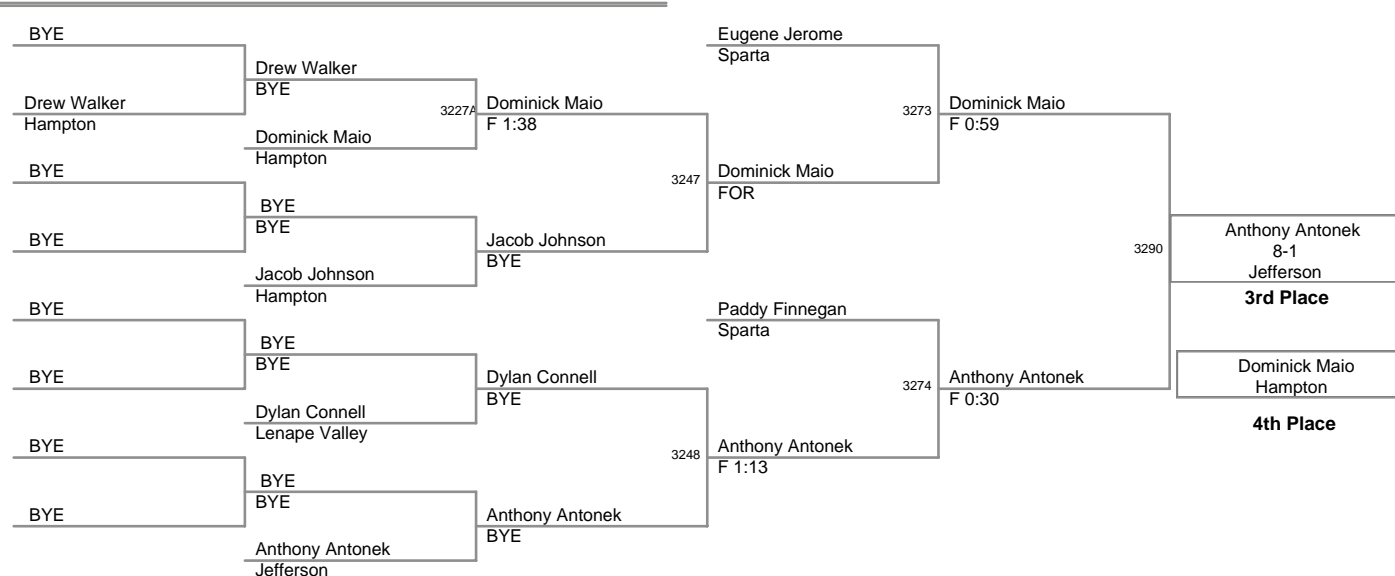 BYE
Drew Walker
Hampton
BYE
BYE
BYE
BYE
BYE
BYE
Drew Walker
BYE
Dominick Maio
Hampton
BYE
BYE
Jacob Johnson
Hampton
BYE
BYE
Dylan Connell
Lenape Valley
BYE
BYE
Anthony Antonek
Jefferson
3227A
Dominick Maio
F 1:38
Jacob Johnson
BYE
Dylan Connell
BYE
Anthony Antonek
BYE
3247
3248
Eugene Jerome
Sparta
Dominick Maio
FOR
Paddy Finnegan
Sparta
Anthony Antonek
F 1:13
3273
3274
Dominick Maio
F 0:59
Anthony Antonek
F 0:30
3290
Anthony Antonek
8-1
Jefferson
3rd Place
Dominick Maio
Hampton
4th Place